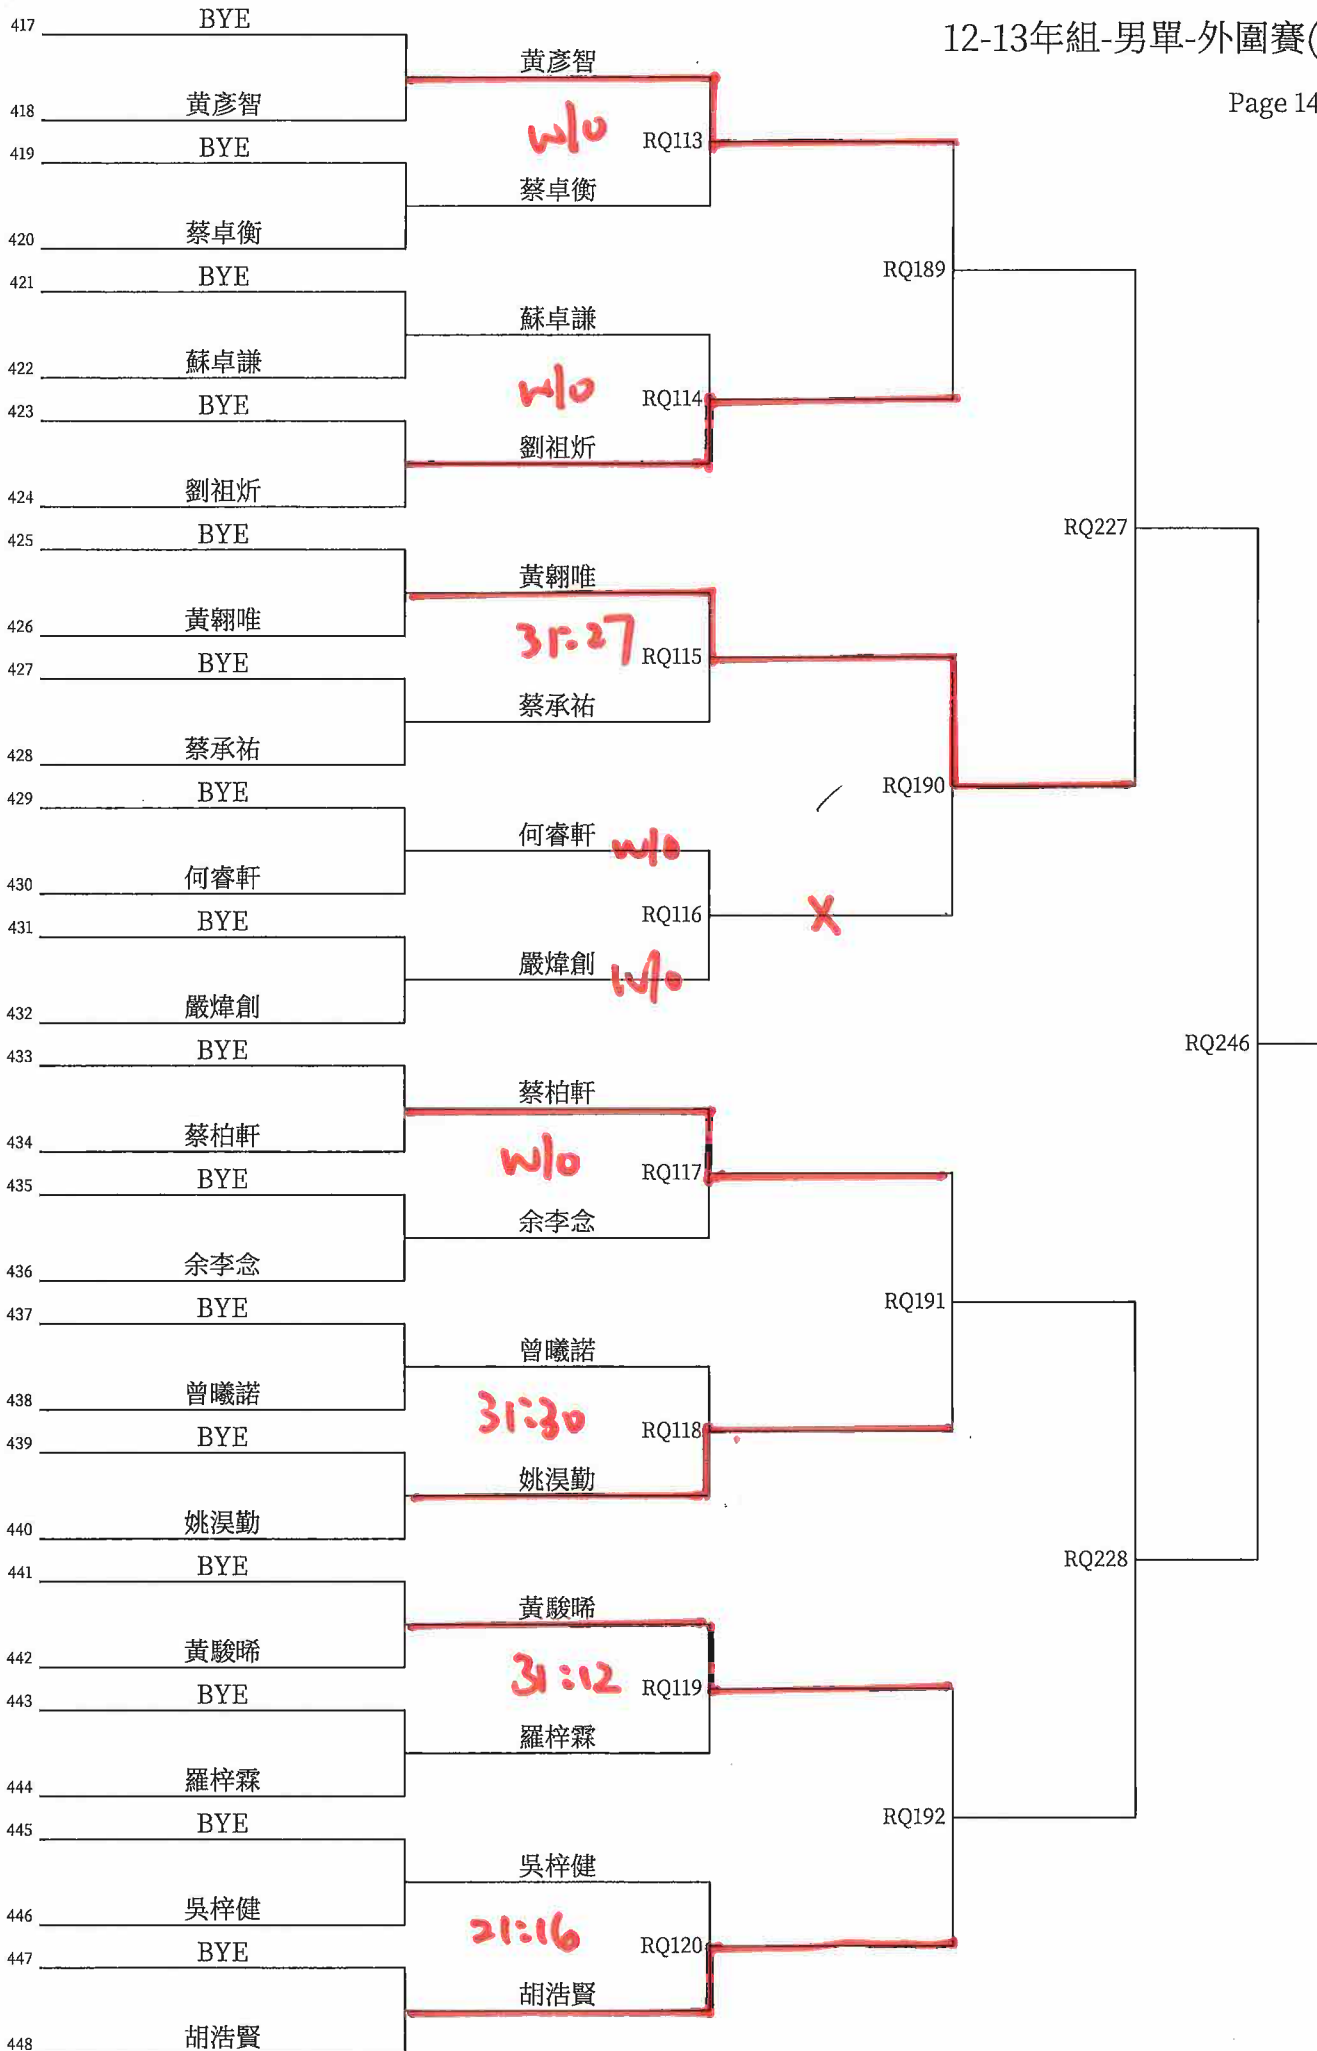 12-13年組-男單-外圍賽(
Page 14
417 BYE
黃彥智
418 黃彥智
w/o RQ113
419 BYE
蔡卓衡
420 蔡卓衡
RQ189
421 BYE
蘇卓謙
422 蘇卓謙
w/o RQ114
423 BYE
劉祖炘
424 劉祖炘
425 BYE
RQ227
黃翱唯
426 黃翱唯
31:27 RQ115
427 BYE
蔡承祐
428 蔡承祐
RQ190
429 BYE
何睿軒 w/o
430 何睿軒
RQ116 X
431 BYE
嚴煒創 w/o
432 嚴煒創
RQ246
433 BYE
蔡柏軒
434 蔡柏軒
w/o RQ117
435 BYE
余李念
436 余李念
RQ191
437 BYE
曾曦諾
438 曾曦諾
31:30 RQ118
439 BYE
姚淏勤
440 姚淏勤
RQ228
441 BYE
黃駿晞
442 黃駿晞
31:12 RQ119
443 BYE
羅梓霖
444 羅梓霖
RQ192
445 BYE
吳梓健
446 吳梓健
21:16 RQ120
447 BYE
胡浩賢
448 胡浩賢